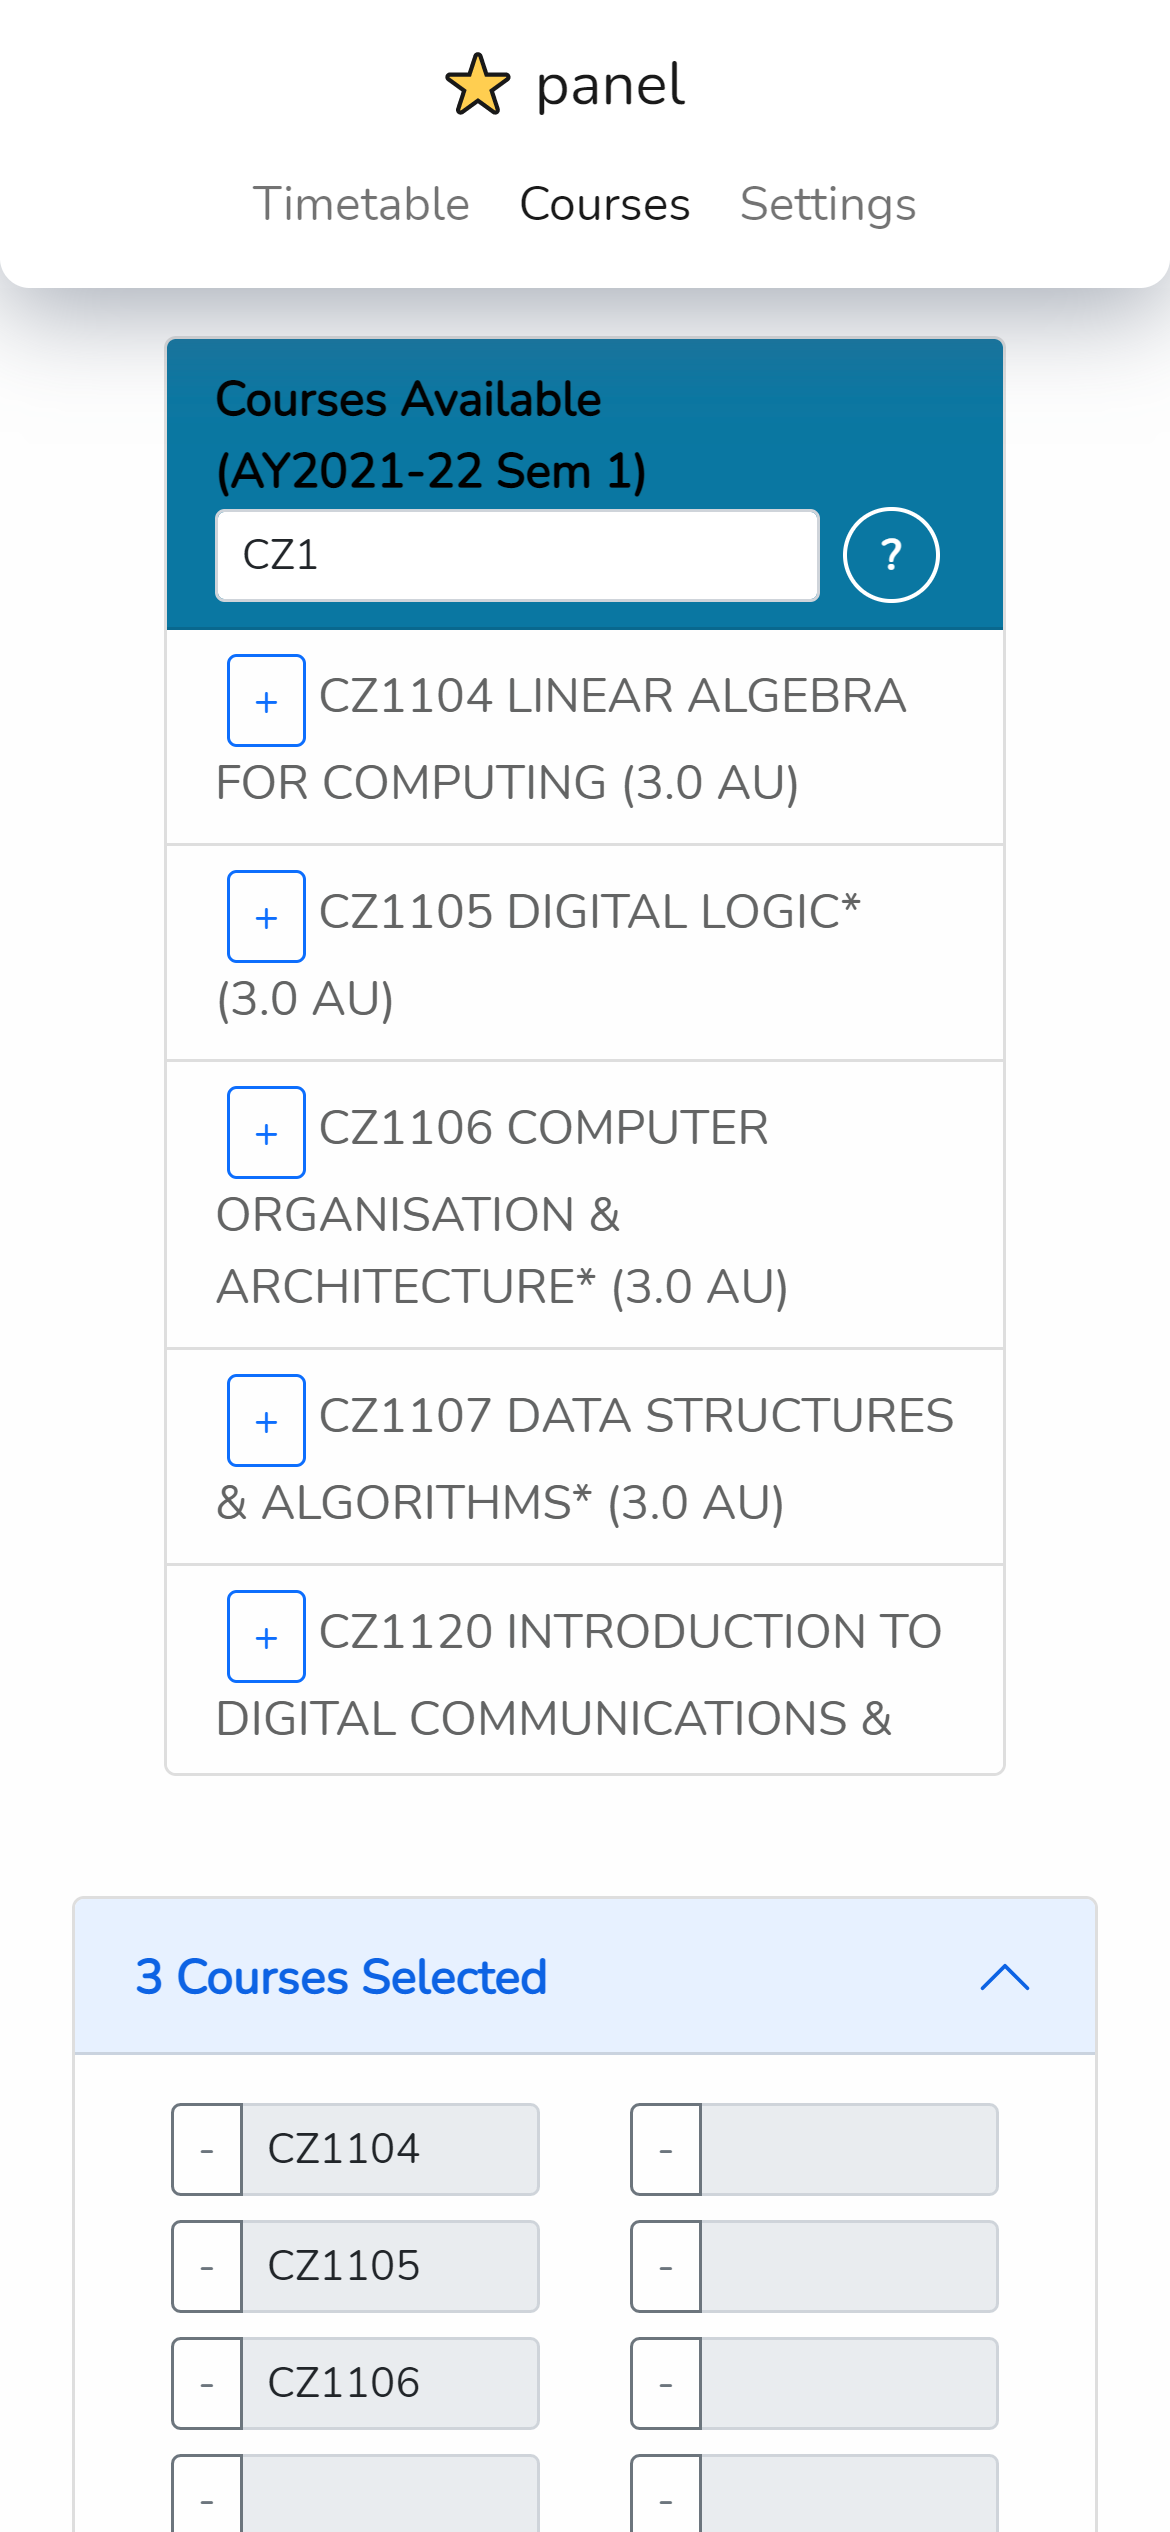 panel
Timetable Courses Settings
Courses Available
(AY2021-22 Sem 1)
CZ1
?
+ CZ1104 LINEAR ALGEBRA
FOR COMPUTING (3.0 AU)
+ CZ1105 DIGITAL LOGIC*
(3.0 AU)
+ CZ1106 COMPUTER
ORGANISATION &
ARCHITECTURE* (3.0 AU)
+ CZ1107 DATA STRUCTURES
& ALGORITHMS* (3.0 AU)
+ CZ1120 INTRODUCTION TO
DIGITAL COMMUNICATIONS &
3 Courses Selected
- CZ1104 -
- CZ1105 -
- CZ1106 -
- -